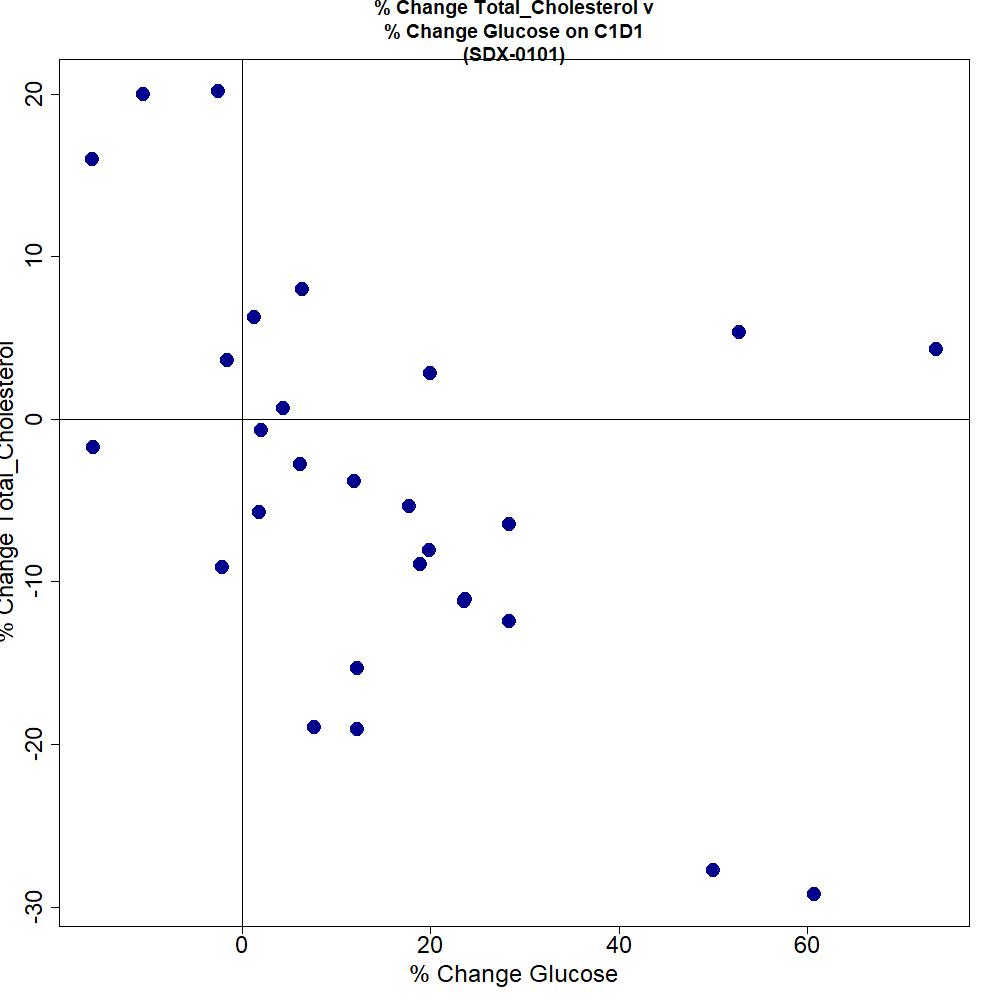 % Change Total_Cholesterol v
% Change Glucose on C1D1
(SDX-0101)
% Change Total_Cholesterol
20
10
0
-10
-20
-30
0 20 40 60
% Change Glucose